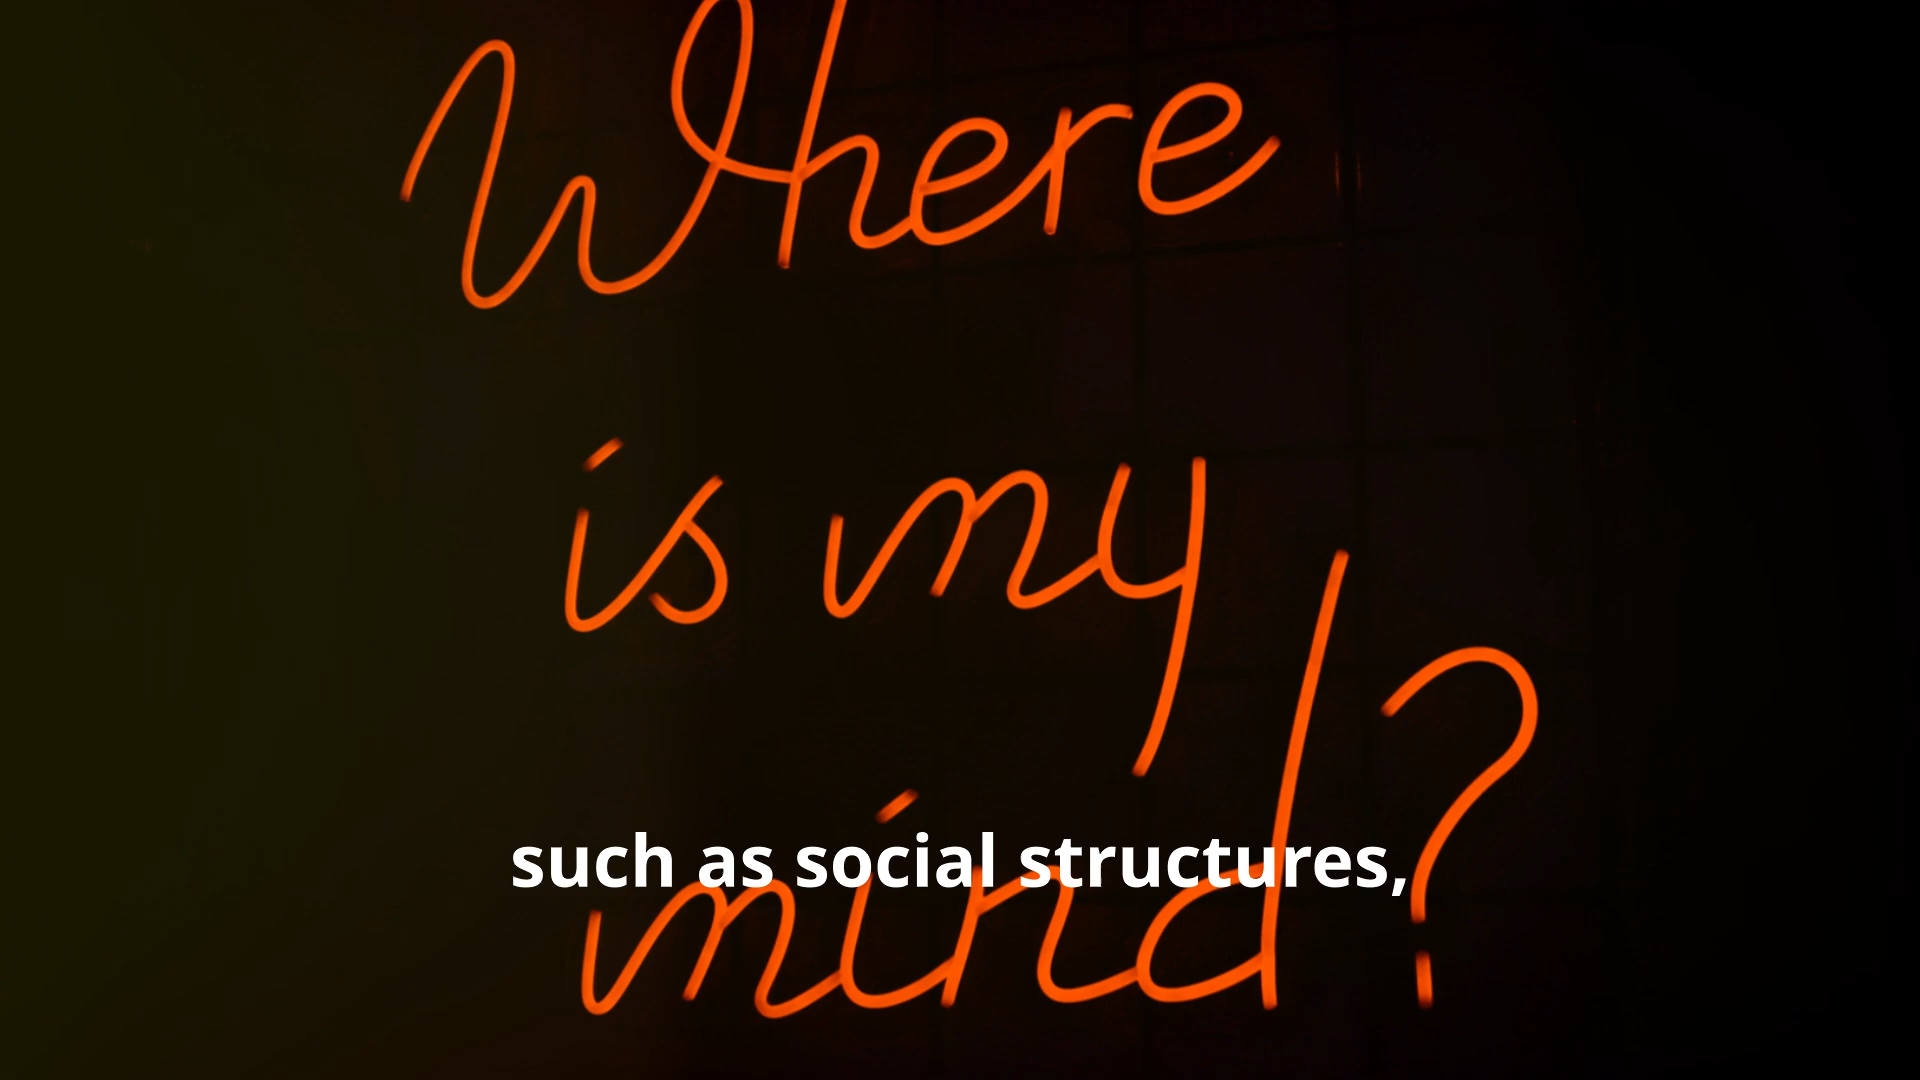 Where
is my
mind?
such as social structures,